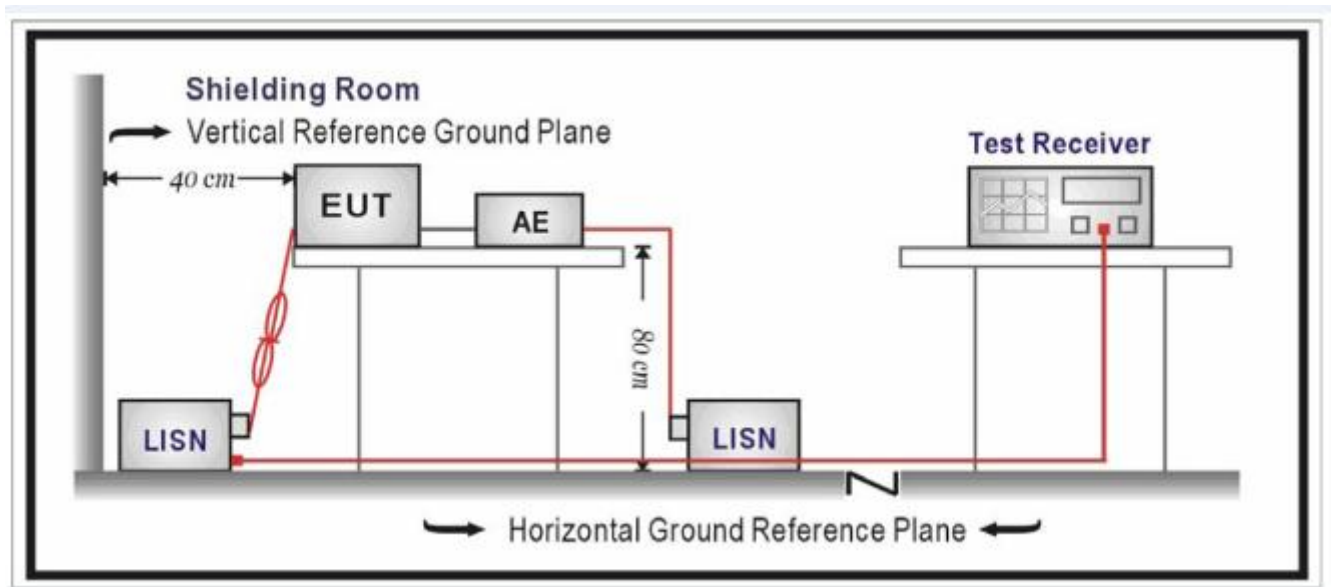 Shielding Room
Vertical Reference Ground Plane
Test Receiver
40 cm
EUT
AE
80 cm
LISN
LISN
Horizontal Ground Reference Plane